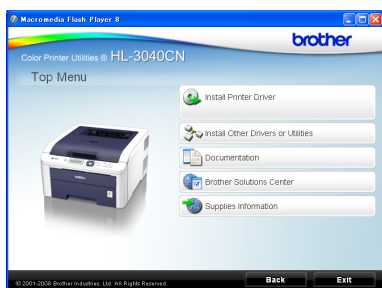 Macromedia Flash Player 8
brother
Color Printer Utilities ® HL-3040CN
Top Menu
Install Printer Driver
Install Other Drivers or Utilities
Documentation
Brother Solutions Center
Supplies Information
© 2001-2008 Brother Industries, Ltd. All Rights Reserved.
Back
Exit